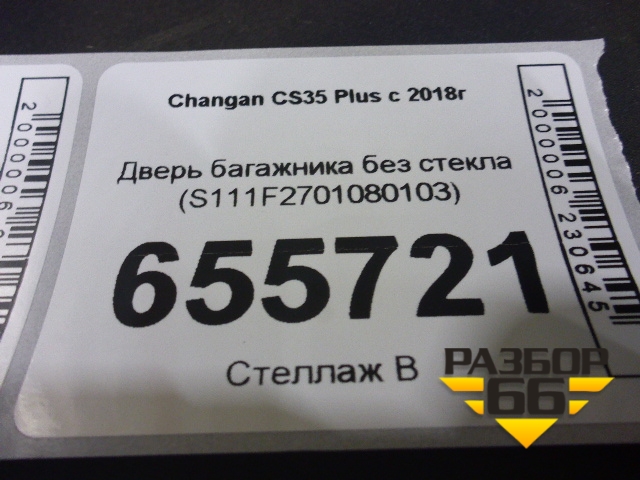 Changan CS35 Plus с 2018г
Дверь багажника без стекла
(S111F2701080103)
655721
Стеллаж В
2000006230645
РАЗБОР
66